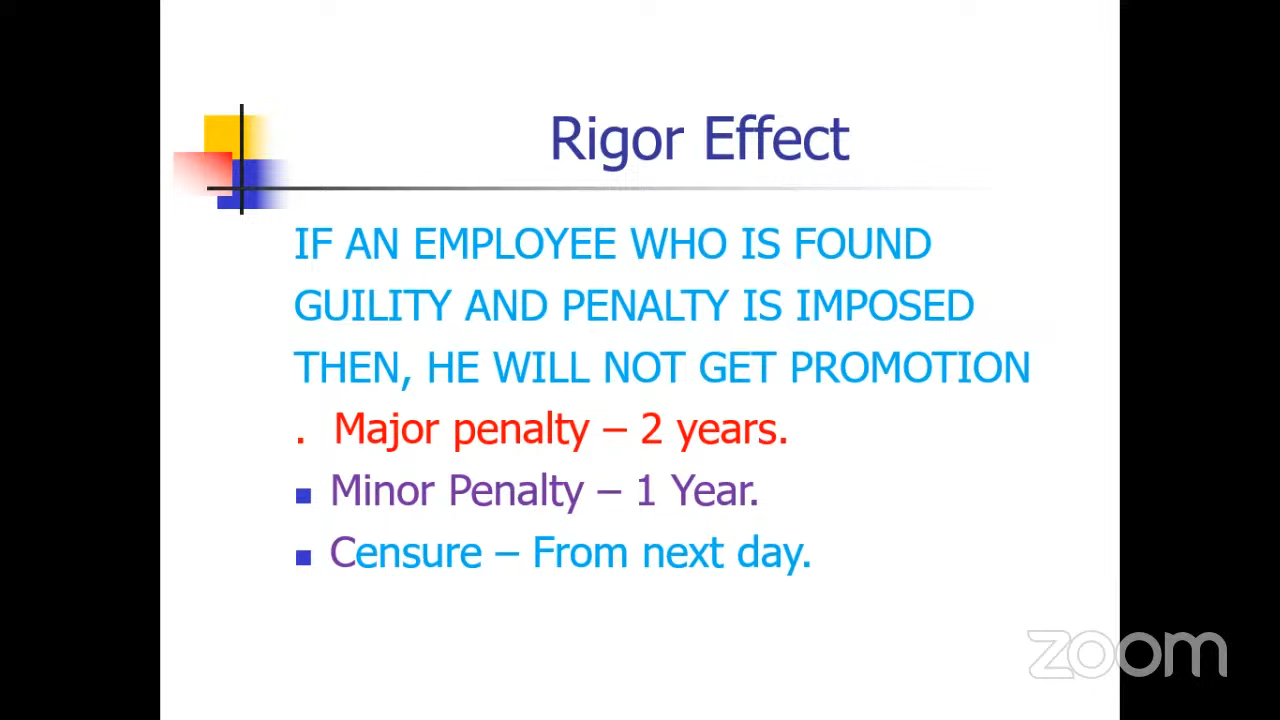 Rigor Effect
IF AN EMPLOYEE WHO IS FOUND
GUILITY AND PENALTY IS IMPOSED
THEN, HE WILL NOT GET PROMOTION
. Major penalty – 2 years.
■ Minor Penalty – 1 Year.
■ Censure – From next day.
zoom